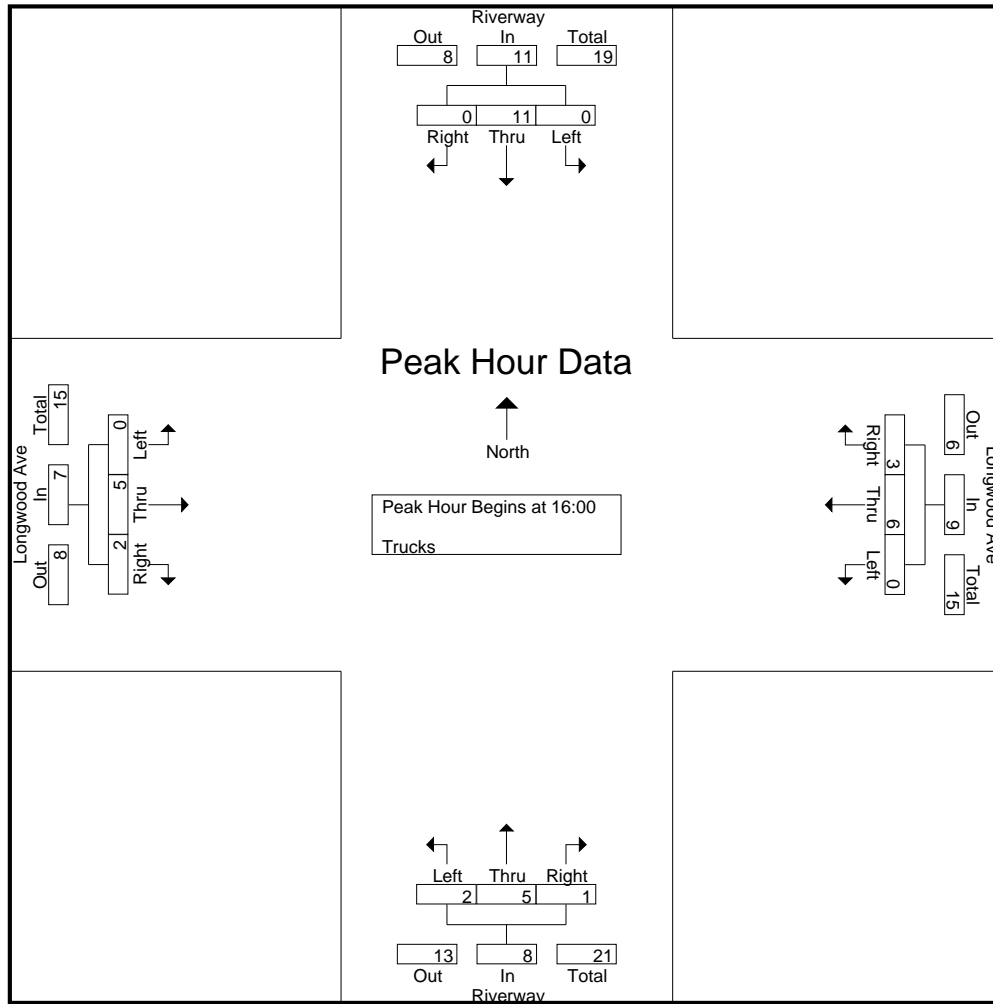 Riverway
Out In Total
8 11 19
0 11 0
Right Thru Left
Peak Hour Data
North
Peak Hour Begins at 16:00
Trucks
Longwood Ave
Total In Out
15 7 8
0 5 2
Left Thru Right
Longwood Ave
Out In Total
6 9 15
3 6 0
Right Thru Left
Left Thru Right
2 5 1
13 8 21
Out In Total
Riverway